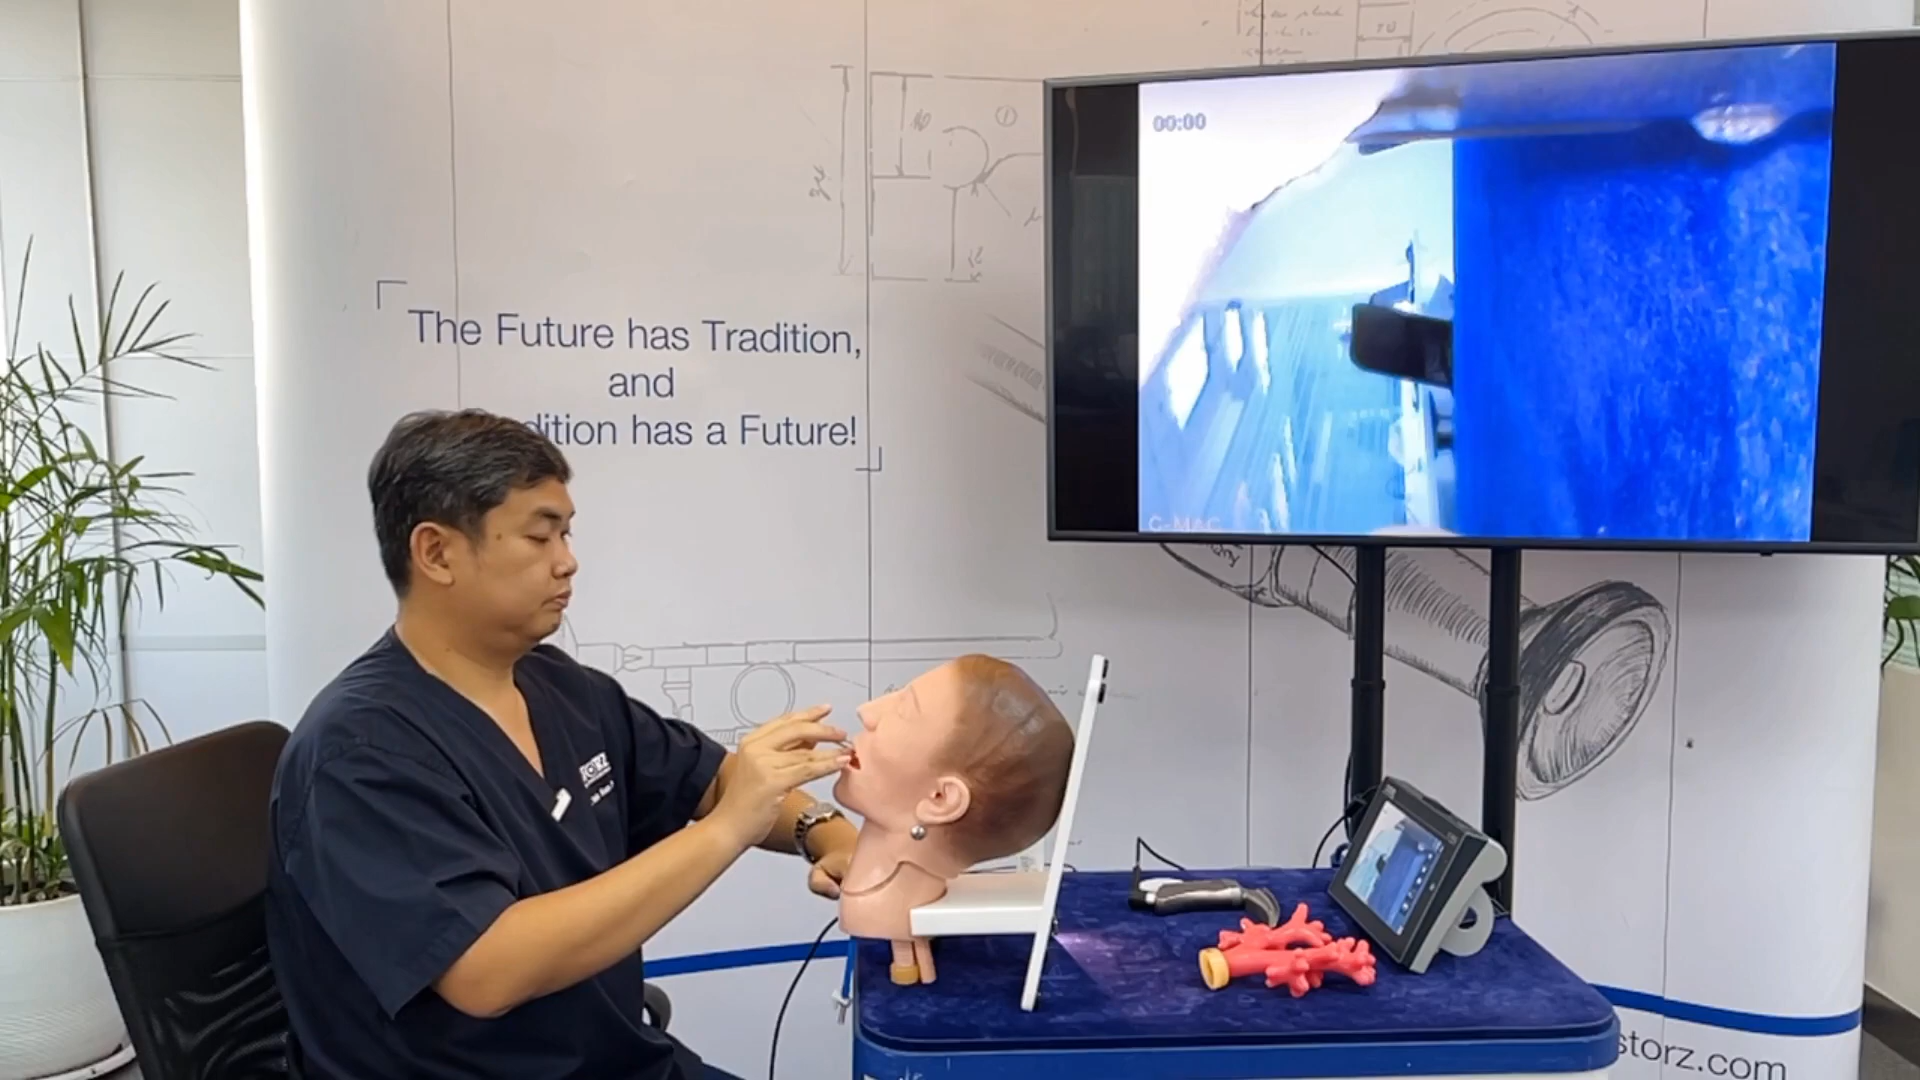 The Future has Tradition,
and
dition has a Future!
00:00
C-MAC
storz.com